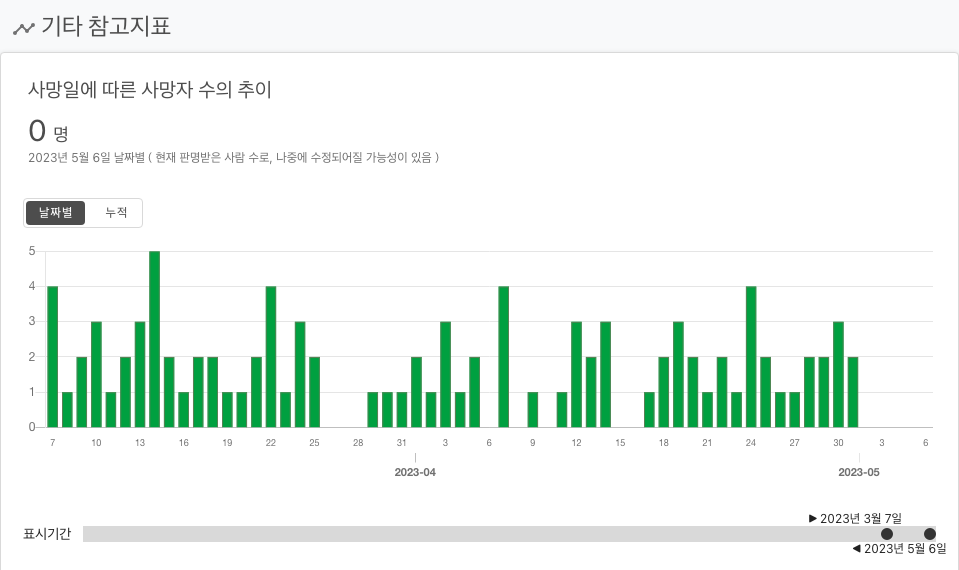 기타 참고지표
사망일에 따른 사망자 수의 추이
0 명
2023년 5월 6일 날짜별 ( 현재 판명받은 사람 수로, 나중에 수정되어질 가능성이 있음 )
날짜별 누적
5
4
3
2
1
0
7 10 13 16 19 22 25 28 31 3 6 9 12 15 18 21 24 27 30 3 6
2023-04 2023-05
▶ 2023년 3월 7일
표시기간
◀ 2023년 5월 6일